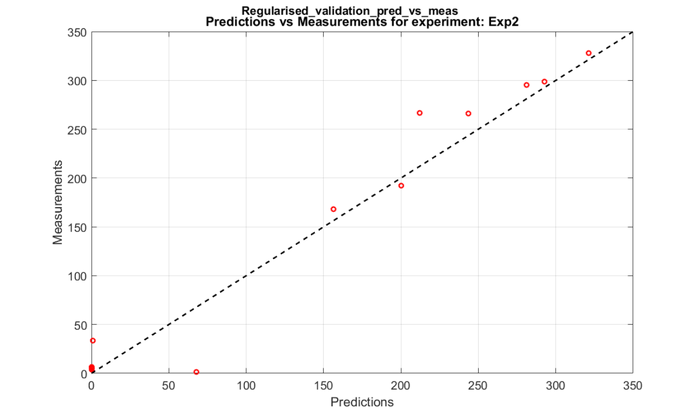 Regularised_validation_pred_vs_meas
Predictions vs Measurements for experiment: Exp2
350
300
250
200
150
100
50
0
Measurements
0 50 100 150 200 250 300 350
Predictions